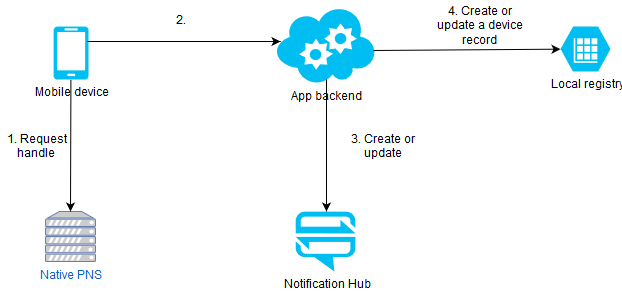 2.
4. Create or
update a device
record
Mobile device
App backend
Local registry
1. Request
handle
3. Create or
update
Native PNS
Notification Hub